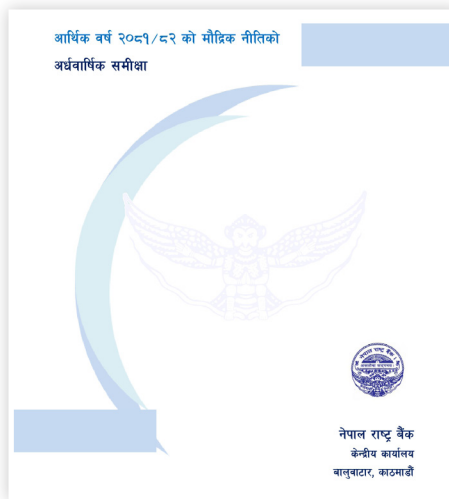 आर्थिक वर्ष २०८१/८२ को मौद्रिक नीतिको
अर्धवार्षिक समीक्षा
नेपाल राष्ट्र बैंक
नेपाल राष्ट्र बैंक
केन्द्रीय कार्यालय
बालुवाटार, काठमाडौं